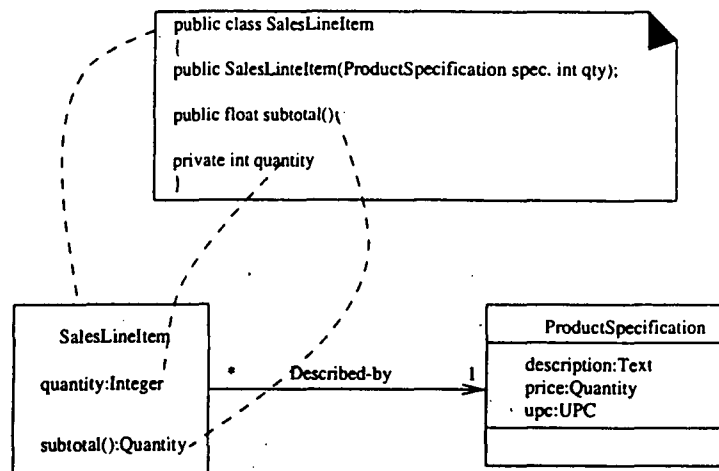 public class SalesLineItem
{
public SalesLinteItem(ProductSpecification spec. int qty);
public float subtotal();
private int quantity
}
SalesLineItem
quantity:Integer
subtotal():Quantity
*
Described-by
1
ProductSpecification
description:Text
price:Quantity
upc:UPC